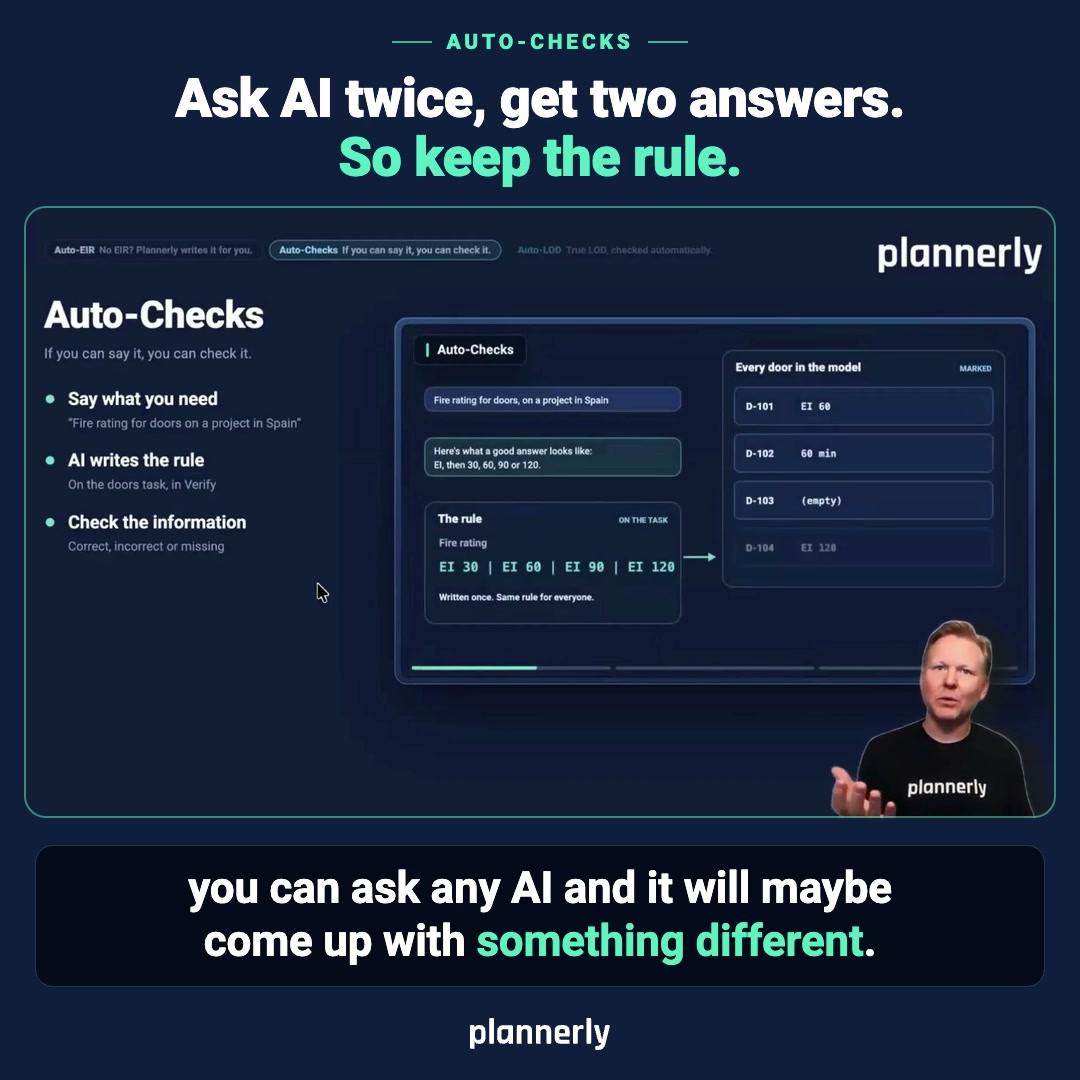 AUTO-CHECKS
Ask AI twice, get two answers.
So keep the rule.
Auto-EIR No EIR? Plannerly writes it for you.
Auto-Checks If you can say it, you can check it.
Auto-LOD True LOD, checked automatically.
plannerly
Auto-Checks
If you can say it, you can check it.
Say what you need
"Fire rating for doors on a project in Spain"
AI writes the rule
On the doors task, in Verify
Check the information
Correct, incorrect or missing
Auto-Checks
Fire rating for doors, on a project in Spain
Here's what a good answer looks like:
EI, then 30, 60, 90 or 120.
The rule
ON THE TASK
Fire rating
EI 30 | EI 60 | EI 90 | EI 120
Written once. Same rule for everyone.
Every door in the model
MARKED
D-101 EI 60
D-102 60 min
D-103 (empty)
D-104 EI 120
plannerly
you can ask any AI and it will maybe
come up with something different.
plannerly